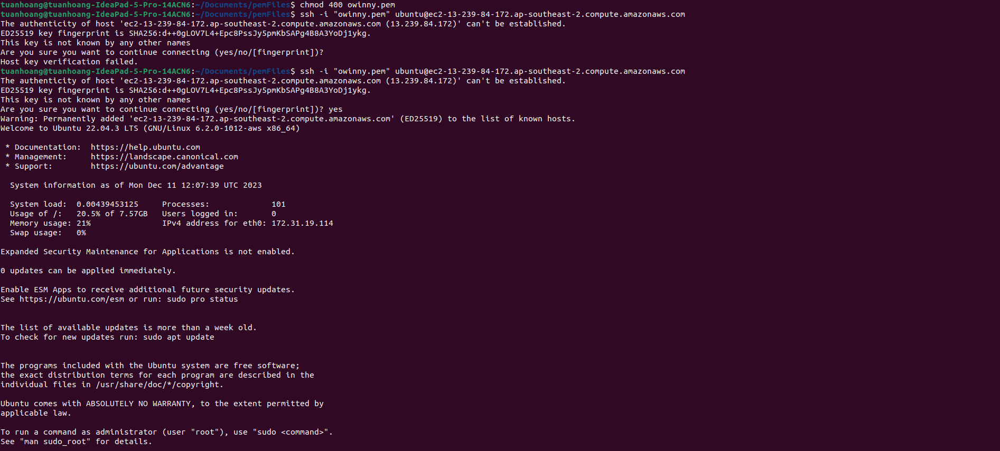 tuanhoang@tuanhoang-IdeaPad-5-Pro-14ACN6:~/Documents/pemFiles$ chmod 400 owinny.pem
tuanhoang@tuanhoang-IdeaPad-5-Pro-14ACN6:~/Documents/pemFiles$ ssh -i "owinny.pem" ubuntu@ec2-13-239-84-172.ap-southeast-2.compute.amazonaws.com
The authenticity of host 'ec2-13-239-84-172.ap-southeast-2.compute.amazonaws.com (13.239.84.172)' can't be established.
ED25519 key fingerprint is SHA256:d++0gLOV7L4+Epc8PssJy5pmKbSAPg4B8A3YoDj1ykg.
This key is not known by any other names
Are you sure you want to continue connecting (yes/no/[fingerprint])?
Host key verification failed.
tuanhoang@tuanhoang-IdeaPad-5-Pro-14ACN6:~/Documents/pemFiles$ ssh -i "owinny.pem" ubuntu@ec2-13-239-84-172.ap-southeast-2.compute.amazonaws.com
The authenticity of host 'ec2-13-239-84-172.ap-southeast-2.compute.amazonaws.com (13.239.84.172)' can't be established.
ED25519 key fingerprint is SHA256:d++0gLOV7L4+Epc8PssJy5pmKbSAPg4B8A3YoDj1ykg.
This key is not known by any other names
Are you sure you want to continue connecting (yes/no/[fingerprint])? yes
Warning: Permanently added 'ec2-13-239-84-172.ap-southeast-2.compute.amazonaws.com' (ED25519) to the list of known hosts.
Welcome to Ubuntu 22.04.3 LTS (GNU/Linux 6.2.0-1012-aws x86_64)

 * Documentation:  https://help.ubuntu.com
 * Management:     https://landscape.canonical.com
 * Support:        https://ubuntu.com/advantage

  System information as of Mon Dec 11 12:07:39 UTC 2023

  System load:  0.00439453125     Processes:             101
  Usage of /:   20.5% of 7.57GB   Users logged in:       0
  Memory usage: 21%               IPv4 address for eth0: 172.31.19.114
  Swap usage:   0%

Expanded Security Maintenance for Applications is not enabled.

0 updates can be applied immediately.

Enable ESM Apps to receive additional future security updates.
See https://ubuntu.com/esm or run: sudo pro status

The list of available updates is more than a week old.
To check for new updates run: sudo apt update

The programs included with the Ubuntu system are free software;
the exact distribution terms for each program are described in the
individual files in /usr/share/doc/*/copyright.

Ubuntu comes with ABSOLUTELY NO WARRANTY, to the extent permitted by
applicable law.

To run a command as administrator (user "root"), use "sudo <command>".
See "man sudo_root" for details.